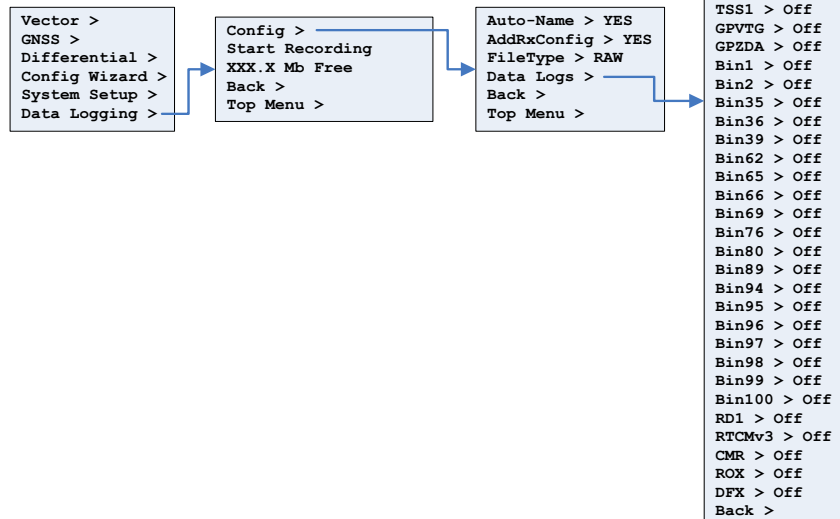 Vector >
GNSS >
Differential >
Config Wizard >
System Setup >
Data Logging >
Config >
Start Recording
XXX.X Mb Free
Back >
Top Menu >
Auto-Name > YES
AddRxConfig > YES
FileType > RAW
Data Logs >
Back >
Top Menu >
TSS1 > Off
GPVTG > Off
GPZDA > Off
Bin1 > Off
Bin2 > Off
Bin35 > Off
Bin36 > Off
Bin39 > Off
Bin62 > Off
Bin65 > Off
Bin66 > Off
Bin69 > Off
Bin76 > Off
Bin80 > Off
Bin89 > Off
Bin94 > Off
Bin95 > Off
Bin96 > Off
Bin97 > Off
Bin98 > Off
Bin99 > Off
Bin100 > Off
RD1 > Off
RTCMv3 > Off
CMR > Off
ROX > Off
DFX > Off
Back >